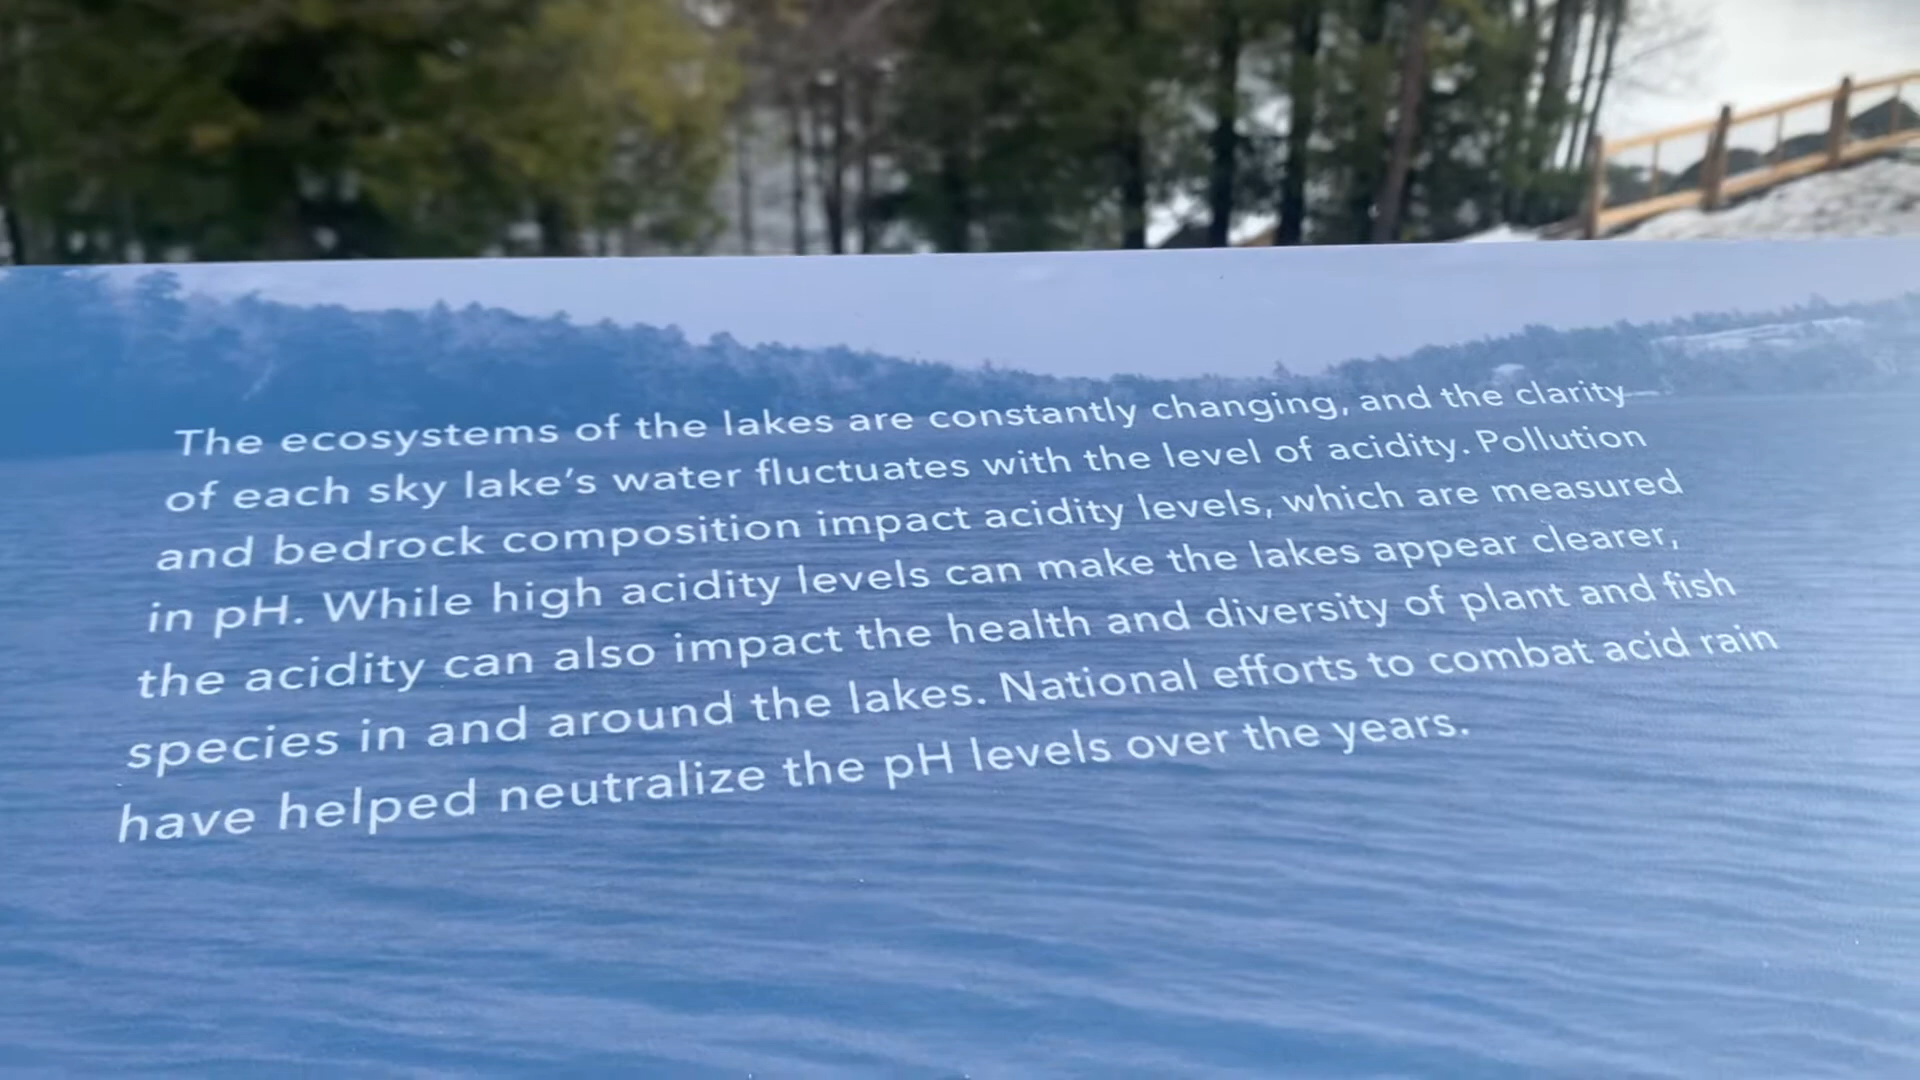 The ecosystems of the lakes are constantly changing, and the clarity
of each sky lake’s water fluctuates with the level of acidity. Pollution
and bedrock composition impact acidity levels, which are measured
in pH. While high acidity levels can make the lakes appear clearer,
the acidity can also impact the health and diversity of plant and fish
species in and around the lakes. National efforts to combat acid rain
have helped neutralize the pH levels over the years.